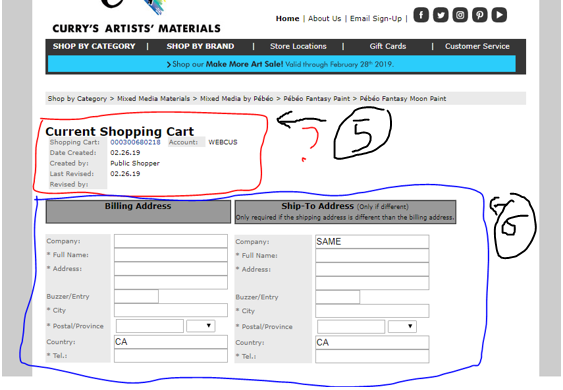 Home | About Us | Email Sign-Up |
CURRY'S ARTISTS' MATERIALS
SHOP BY CATEGORY | SHOP BY BRAND | Store Locations | Gift Cards | Customer Service
Shop our Make More Art Sale! Valid through February 28th 2019.
Shop by Category > Mixed Media Materials > Mixed Media by Pébéo > Pébéo Fantasy Paint > Pébéo Fantasy Moon Paint
Current Shopping Cart
? 5
Shopping Cart: 000300680218 Account: WEBCUS
Date Created: 02.26.19
Created by: Public Shopper
Last Revised: 02.26.19
Revised by:
6
Billing Address Ship-To Address (Only if different)
Only required if the shipping address is different than the billing address.
Company: Company: SAME
* Full Name: * Full Name:
* Address: * Address:
Buzzer/Entry Buzzer/Entry
* City * City
* Postal/Province * Postal/Province
Country: CA Country: CA
* Tel.: * Tel.: